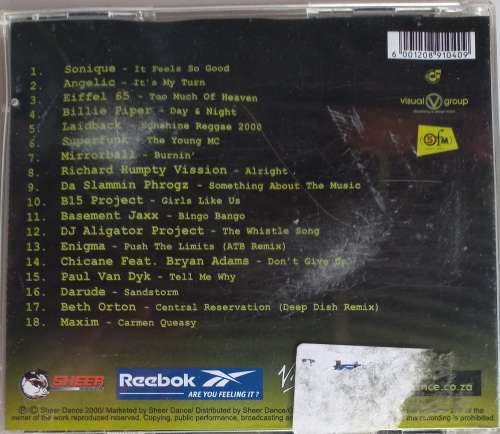 6 001208 910409
visual V group
5fm
1. Sonique - It Feels So Good
2. Angelic - It's My Turn
3. Eiffel 65 - Too Much Of Heaven
4. Billie Piper - Day & Night
5. Laidback - Sunshine Reggae 2000
6. Superfunk - The Young MC
7. Mirrorball - Burnin'
8. Richard Humpty Vission - Alright
9. Da Slammin Phrogz - Something About The Music
10. B15 Project - Girls Like Us
11. Basement Jaxx - Bingo Bango
12. DJ Aligator Project - The Whistle Song
13. Enigma - Push The Limits (ATB Remix)
14. Chicane Feat. Bryan Adams - Don't Give Up
15. Paul Van Dyk - Tell Me Why
16. Darude - Sandstorm
17. Beth Orton - Central Reservation (Deep Dish Remix)
18. Maxim - Carmen Queasy
SHEER
Reebok
ARE YOU FEELING IT?
ance.co.za
℗© Sheer Dance 2000/ Marketed by Sheer Dance/ Distributed by Sheer Dance/
of the
owner of the work reproduced reserved. Copying, public performance, broadcasting
this recording is prohibited.